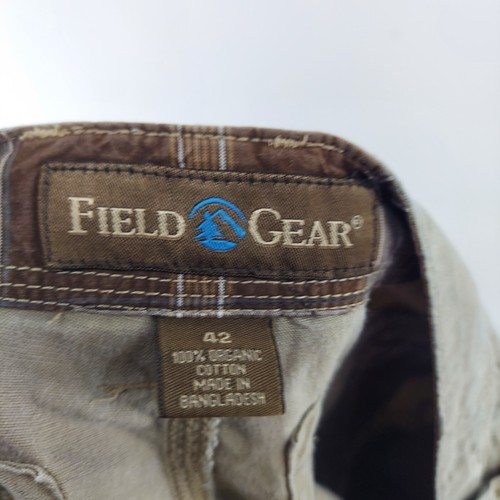 FIELD GEAR®
42
100% ORGANIC
COTTON
MADE IN
BANGLADESH